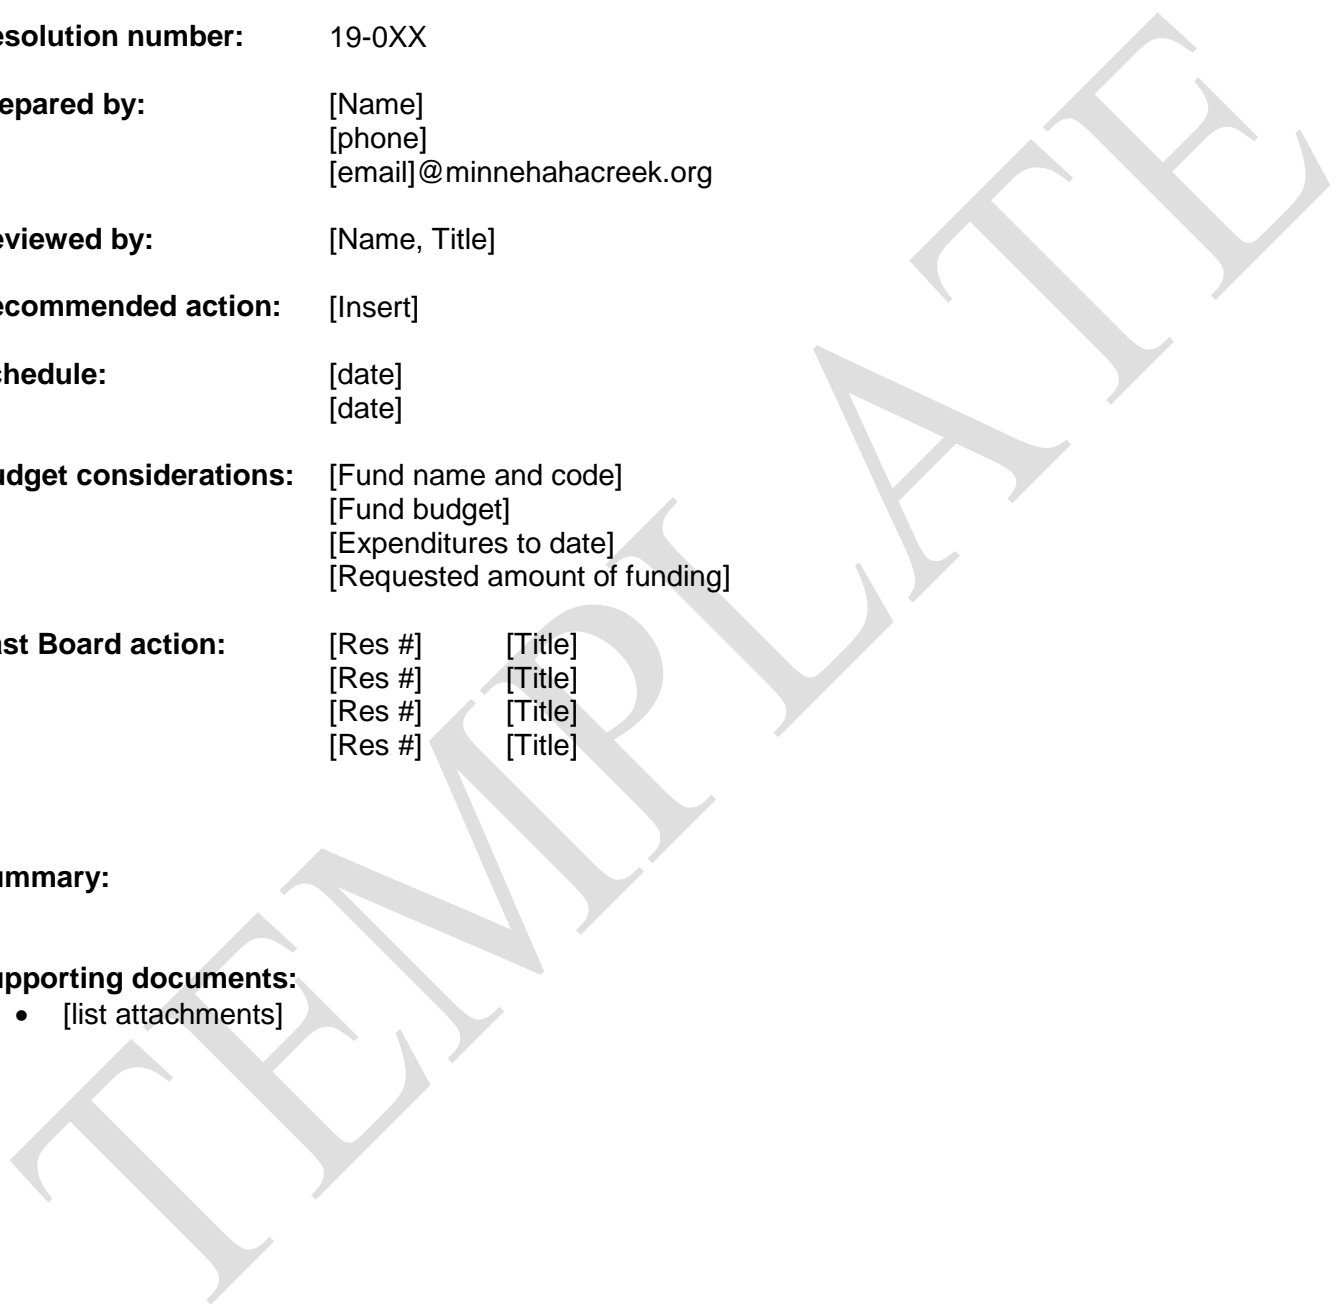 esolution number: 19-0XX
epared by: [Name]
[phone]
[email]@minnehahacreek.org
eviewed by: [Name, Title]
ecommended action: [Insert]
chedule: [date]
[date]
udget considerations: [Fund name and code]
[Fund budget]
[Expenditures to date]
[Requested amount of funding]
ast Board action: [Res #] [Title]
[Res #] [Title]
[Res #] [Title]
[Res #] [Title]
ummary:
upporting documents:
• [list attachments]
TEMPLATE